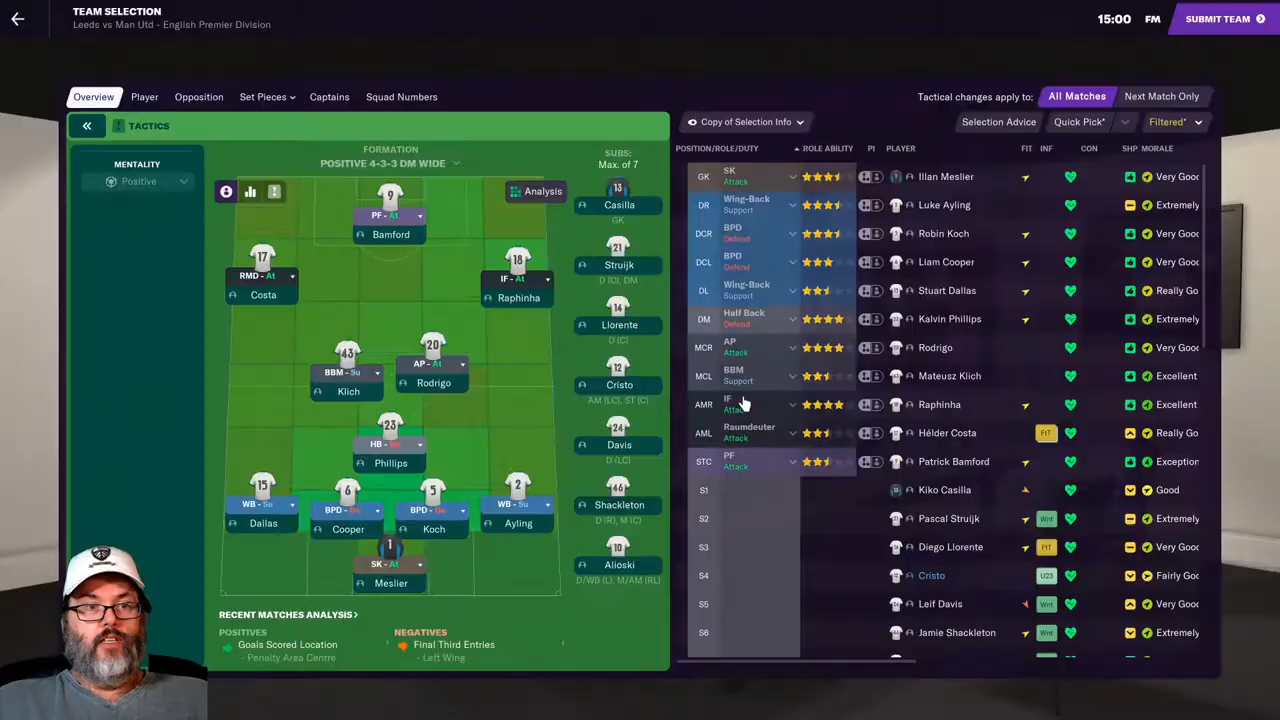 TEAM SELECTION
Leeds vs Man Utd - English Premier Division
15:00 FM SUBMIT TEAM
Overview Player Opposition Set Pieces Captains Squad Numbers
Tactical changes apply to: All Matches Next Match Only
TACTICS
MENTALITY
Positive
FORMATION
POSITIVE 4-3-3 DM WIDE
SUBS:
Max. of 7
Analysis
9
PF - At
Bamford
17
RMD - At
Costa
18
IF - At
Raphinha
43
BBM - Su
Klich
20
AP - At
Rodrigo
23
HB - De
Phillips
15
WB - Su
Dallas
6
BPD - De
Cooper
5
BPD - De
Koch
2
WB - Su
Ayling
1
SK - At
Meslier
13
Casilla
GK
21
Struijk
D (C), DM
14
Llorente
D (C)
12
Cristo
AM (LC), ST (C)
24
Davis
D (LC)
46
Shackleton
D (R), M (C)
10
Alioski
D/WB (L), M/AM (RL)
RECENT MATCHES ANALYSIS>
POSITIVES
Goals Scored Location
- Penalty Area Centre
NEGATIVES
Final Third Entries
- Left Wing
Copy of Selection Info Selection Advice Quick Pick* Filtered*
POSITION/ROLE/DUTY ROLE ABILITY PI PLAYER FIT INF CON SHP MORALE
GK SK Attack Illan Meslier Very Good
DR Wing-Back Support Luke Ayling Extremely
DCR BPD Defend Robin Koch Very Good
DCL BPD Defend Liam Cooper Very Good
DL Wing-Back Support Stuart Dallas Really Go
DM Half Back Defend Kalvin Phillips Extremely
MCR AP Attack Rodrigo Very Good
MCL BBM Support Mateusz Klich Excellent
AMR IF Attack Raphinha Excellent
AML Raumdeuter Attack Hélder Costa FIT Really Go
STC PF Attack Patrick Bamford Exception
S1 Kiko Casilla Good
S2 Pascal Struijk Wnt Extremely
S3 Diego Llorente FIT Very Good
S4 Cristo U23 Fairly Goo
S5 Leif Davis Wnt Very Good
S6 Jamie Shackleton Wnt Extremely